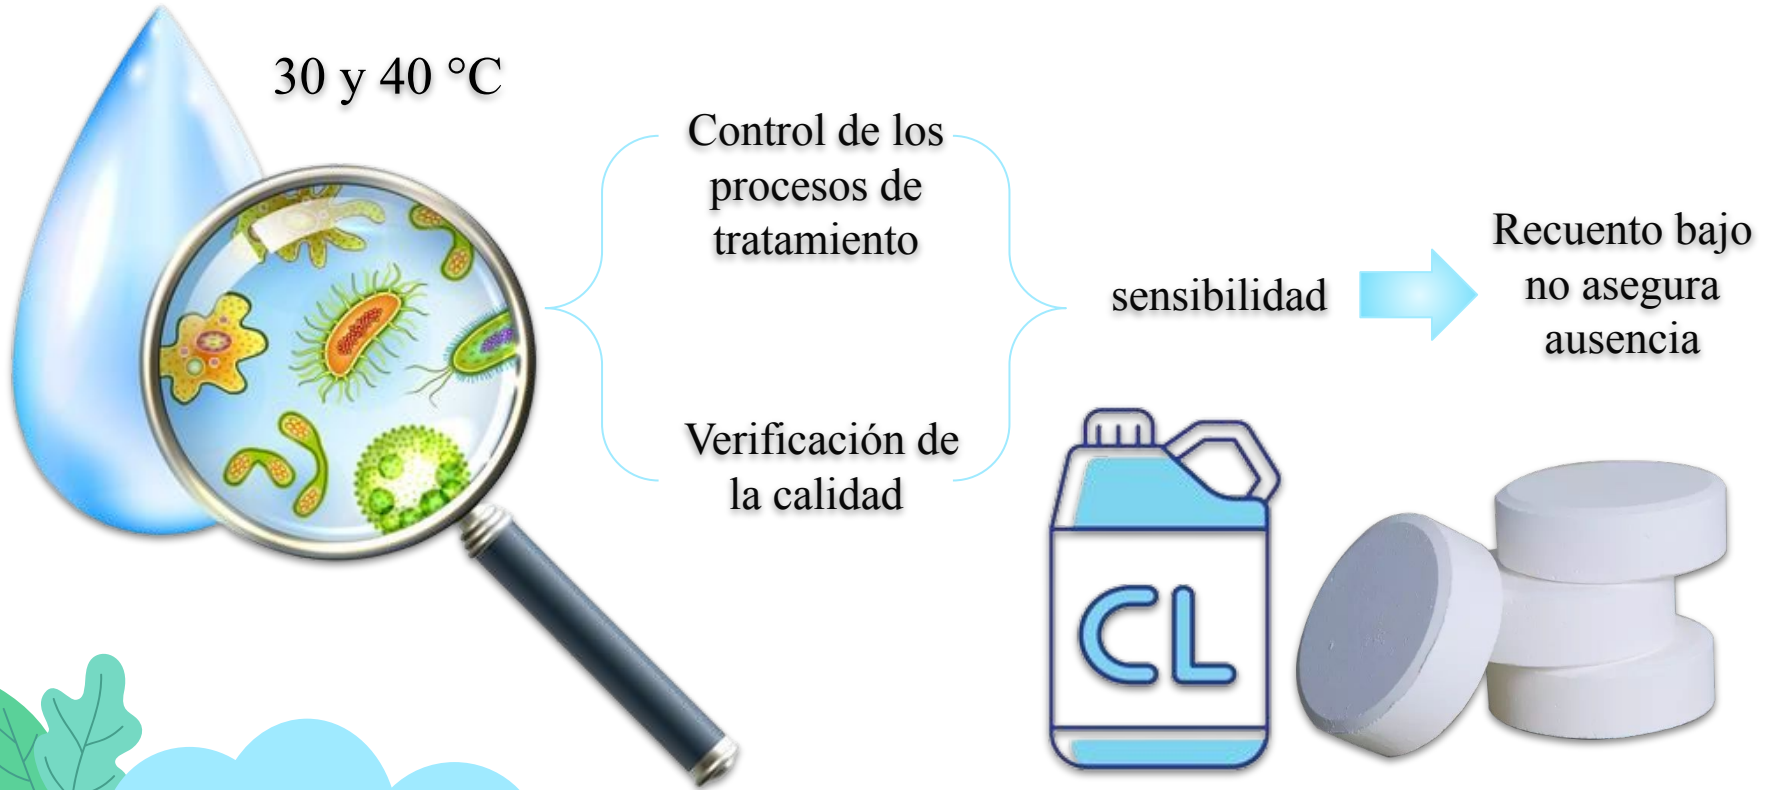 30 y 40 °C
Control de los
procesos de
tratamiento
Verificación de
la calidad
sensibilidad
Recuento bajo
no asegura
ausencia
CL